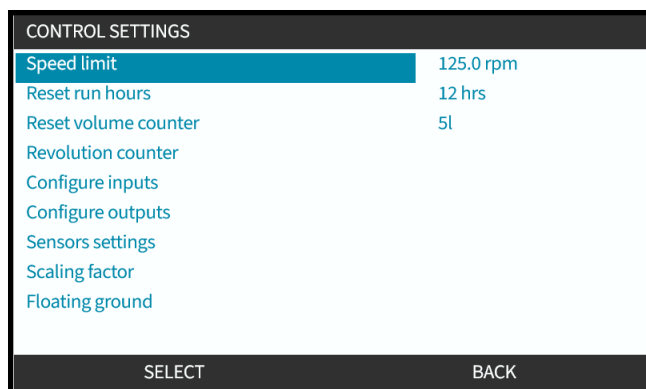 CONTROL SETTINGS
Speed limit 125.0 rpm
Reset run hours 12 hrs
Reset volume counter 5l
Revolution counter
Configure inputs
Configure outputs
Sensors settings
Scaling factor
Floating ground
SELECT BACK